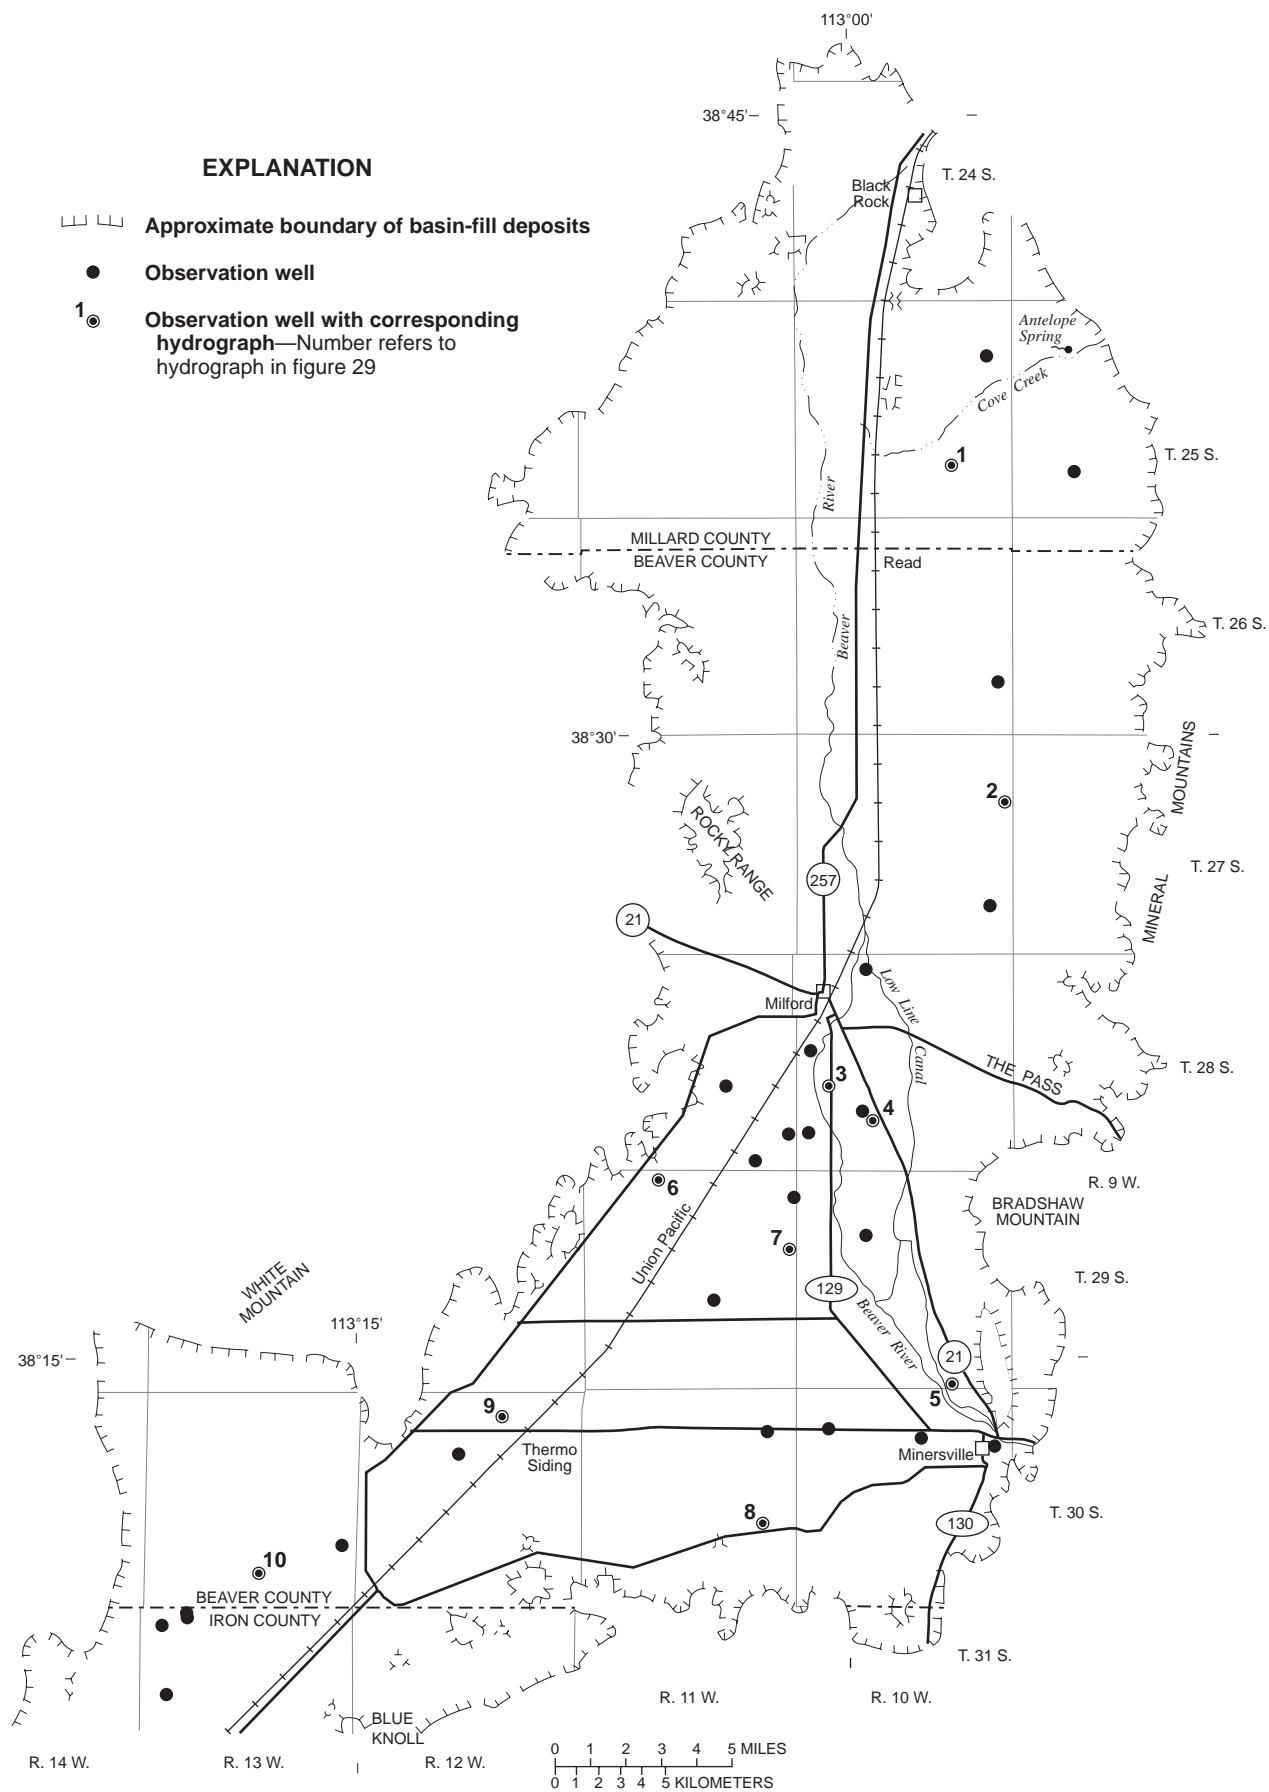 113°00'
38°45'
EXPLANATION
Approximate boundary of basin-fill deposits
Observation well
1
Observation well with corresponding
hydrograph—Number refers to
hydrograph in figure 29
Black
Rock
T. 24 S.
Antelope
Spring
Cove Creek
1
T. 25 S.
River
MILLARD COUNTY
BEAVER COUNTY
Read
Beaver
T. 26 S.
38°30'
MOUNTAINS
2
ROCKY RANGE
257
T. 27 S.
MINERAL
21
Low Line
Canal
Milford
THE PASS
T. 28 S.
3
4
6
R. 9 W.
BRADSHAW
MOUNTAIN
Union Pacific
7
WHITE
MOUNTAIN
T. 29 S.
129
Beaver River
113°15'
38°15'
21
5
9
Thermo
Siding
Minersville
8
T. 30 S.
130
10
BEAVER COUNTY
IRON COUNTY
T. 31 S.
R. 11 W.
R. 10 W.
BLUE
KNOLL
R. 14 W.
R. 13 W.
R. 12 W.
0 1 2 3 4 5 MILES
0 1 2 3 4 5 KILOMETERS